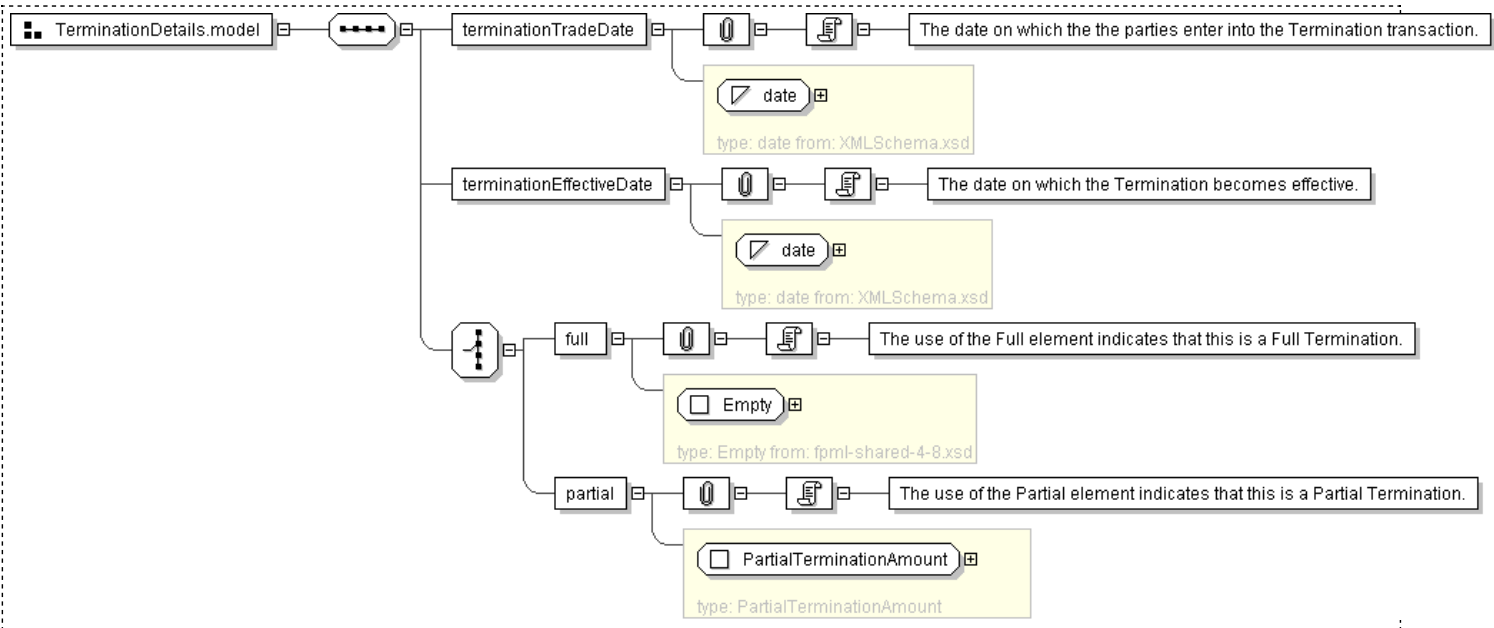 TerminationDetails.model
terminationTradeDate
The date on which the the parties enter into the Termination transaction.
date
type: date from: XMLSchema.xsd
terminationEffectiveDate
The date on which the Termination becomes effective.
date
type: date from: XMLSchema.xsd
full
The use of the Full element indicates that this is a Full Termination.
Empty
type: Empty from: fpml-shared-4-8.xsd
partial
The use of the Partial element indicates that this is a Partial Termination.
PartialTerminationAmount
type: PartialTerminationAmount